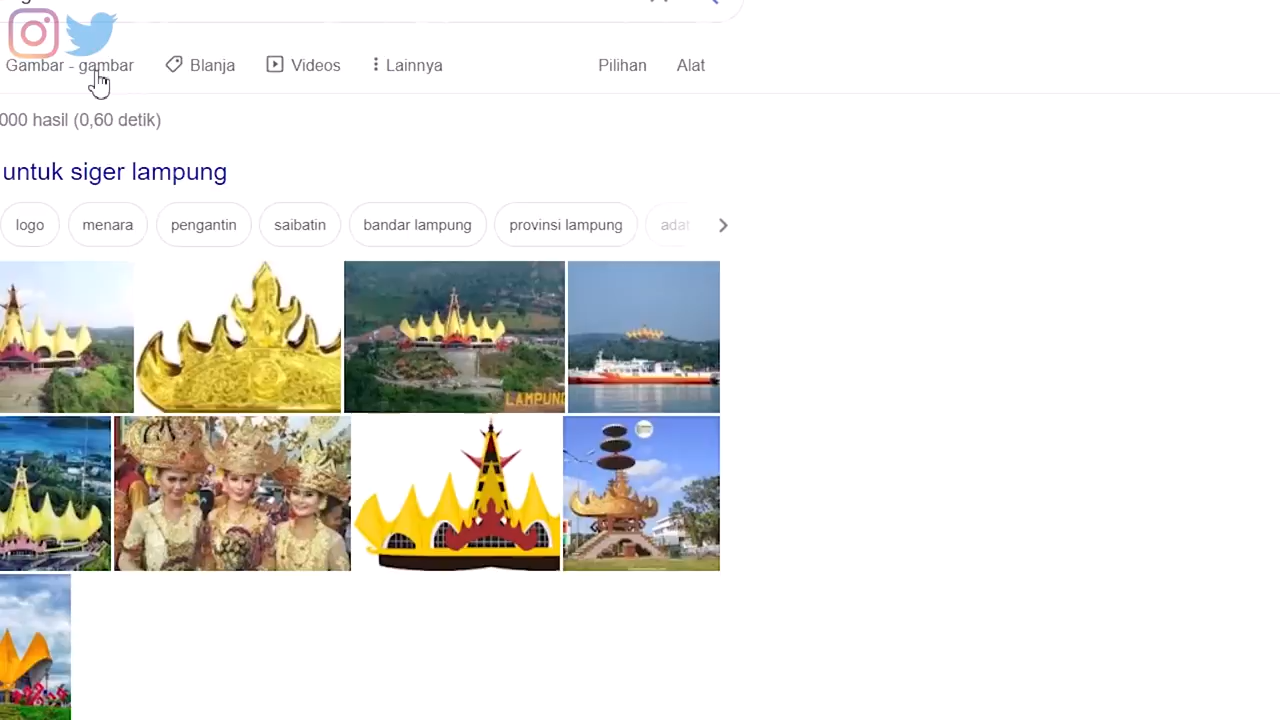 Gambar - gambar Blanja Videos Lainnya Pilihan Alat
000 hasil (0,60 detik)
untuk siger lampung
logo menara pengantin saibatin bandar lampung provinsi lampung adat
LAMPUNG